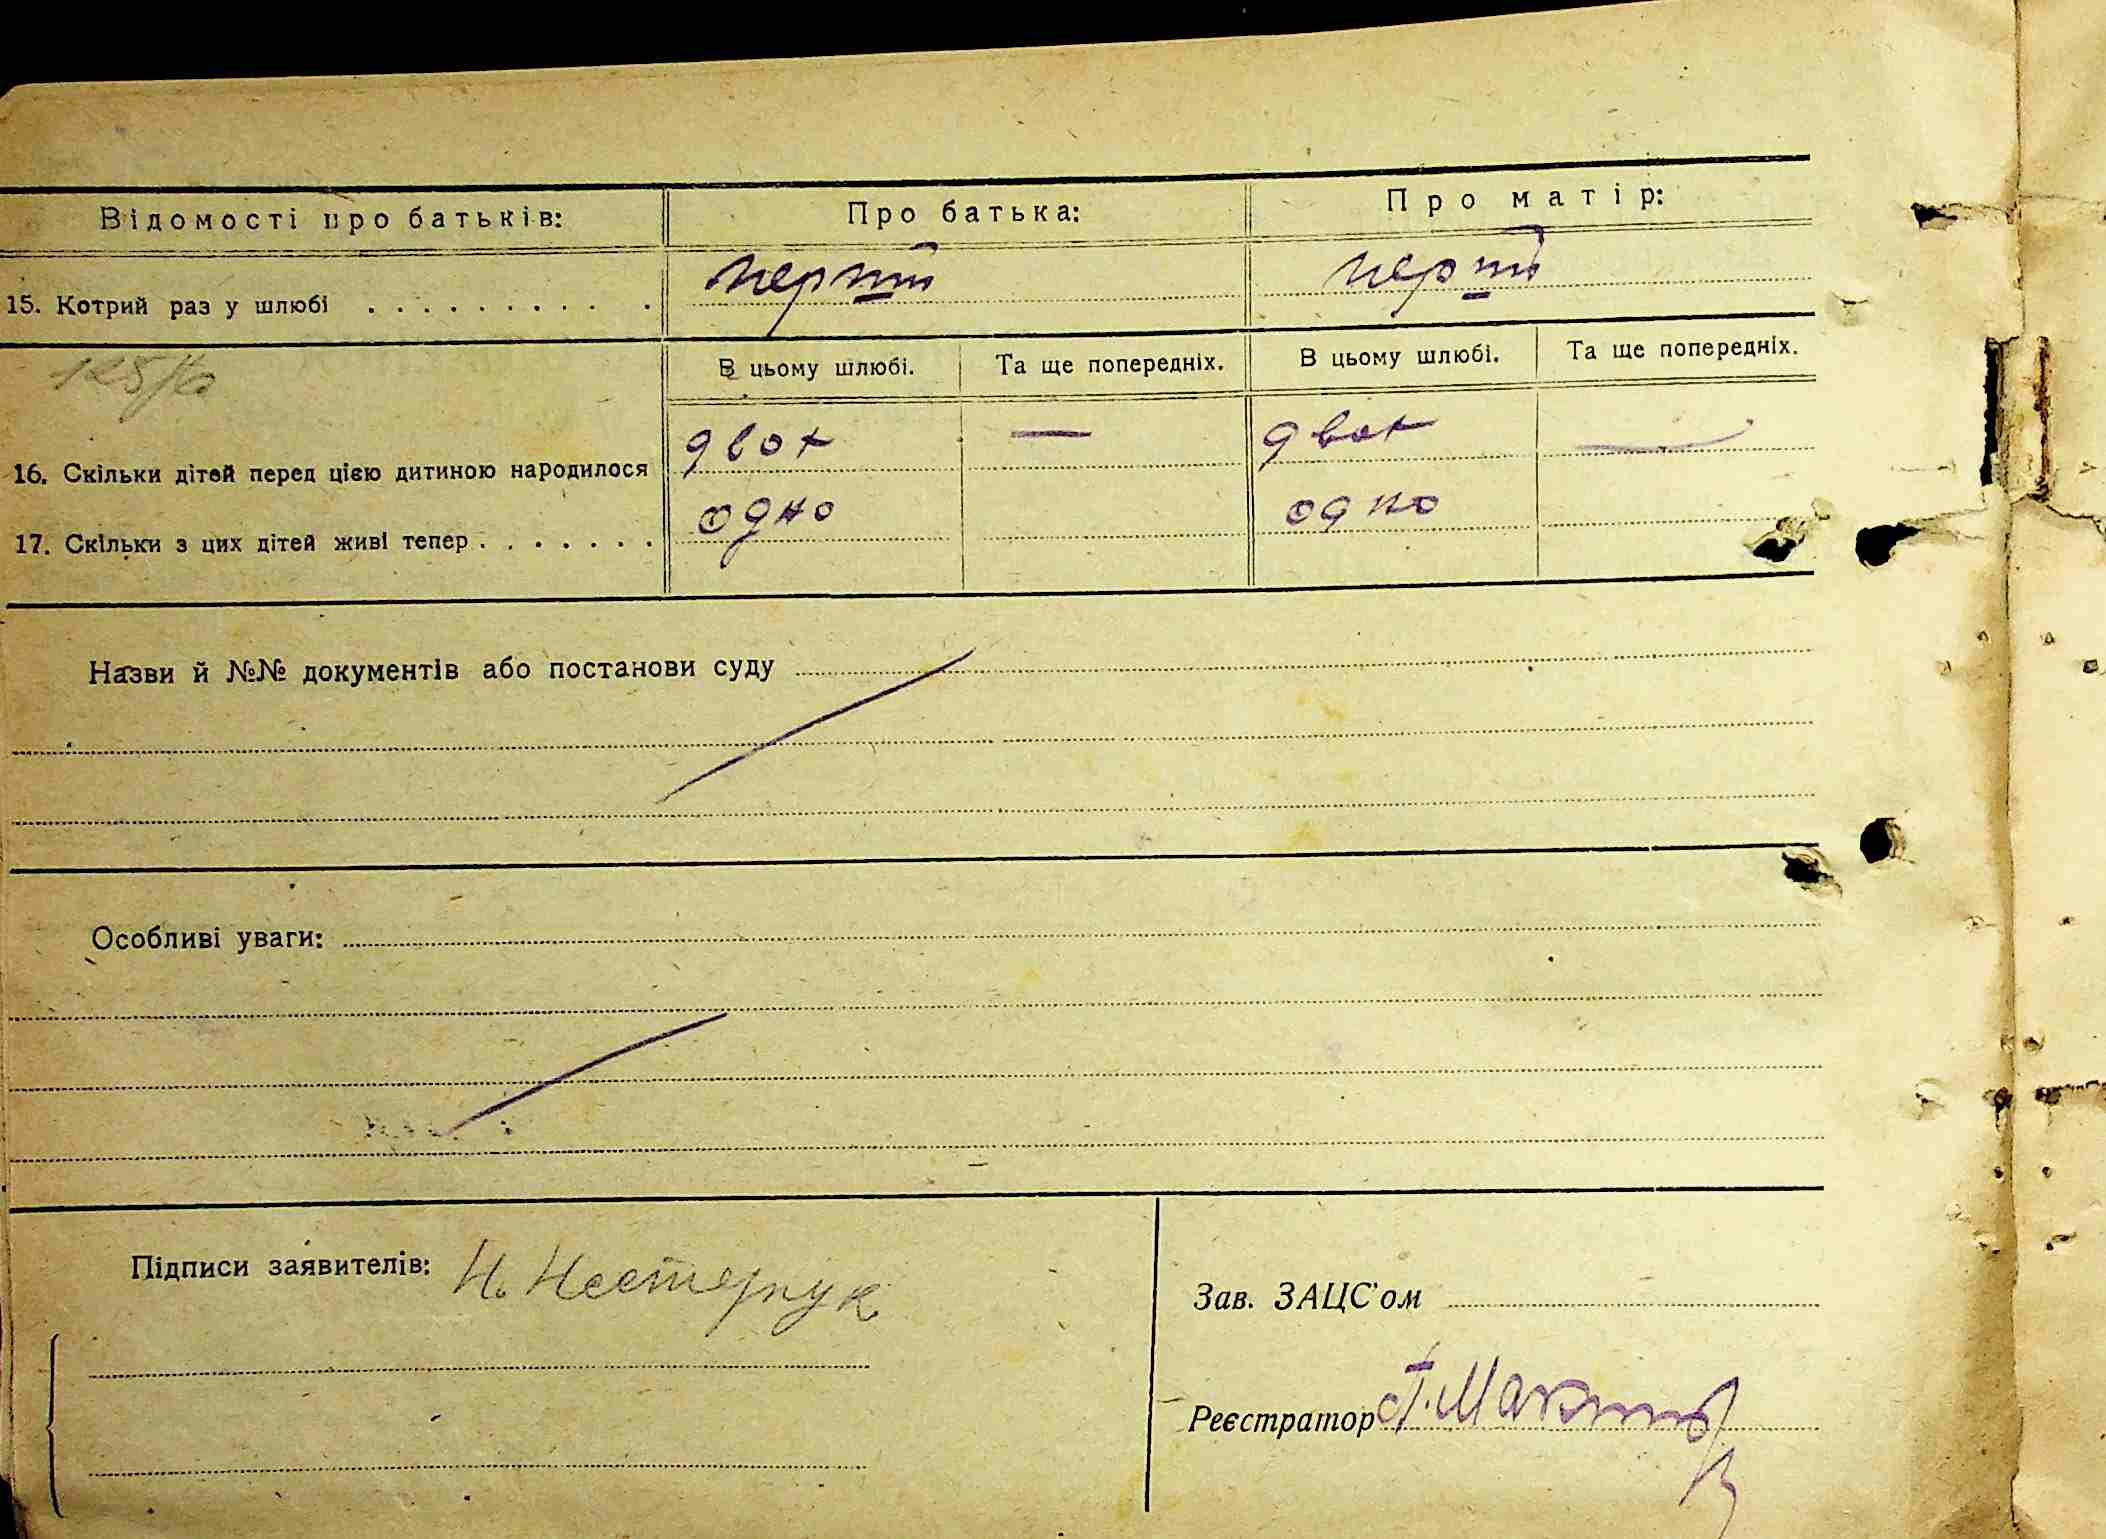 Відомості про батьків: Про батька: Про матір:
15. Котрий раз у шлюбі . . . . . . . . . . . перший перший
В цьому шлюбі. Та ще попередніх. В цьому шлюбі. Та ще попередніх.
16. Скільки дітей перед цією дитиною народилося двох — двох —
17. Скільки з цих дітей живі тепер . . . . . . . одно одно
Назви й №№ документів або постанови суду
Особливі уваги:
Підписи заявителів: Н. Нестерук
Зав. ЗАЦС'ом
Реєстратор